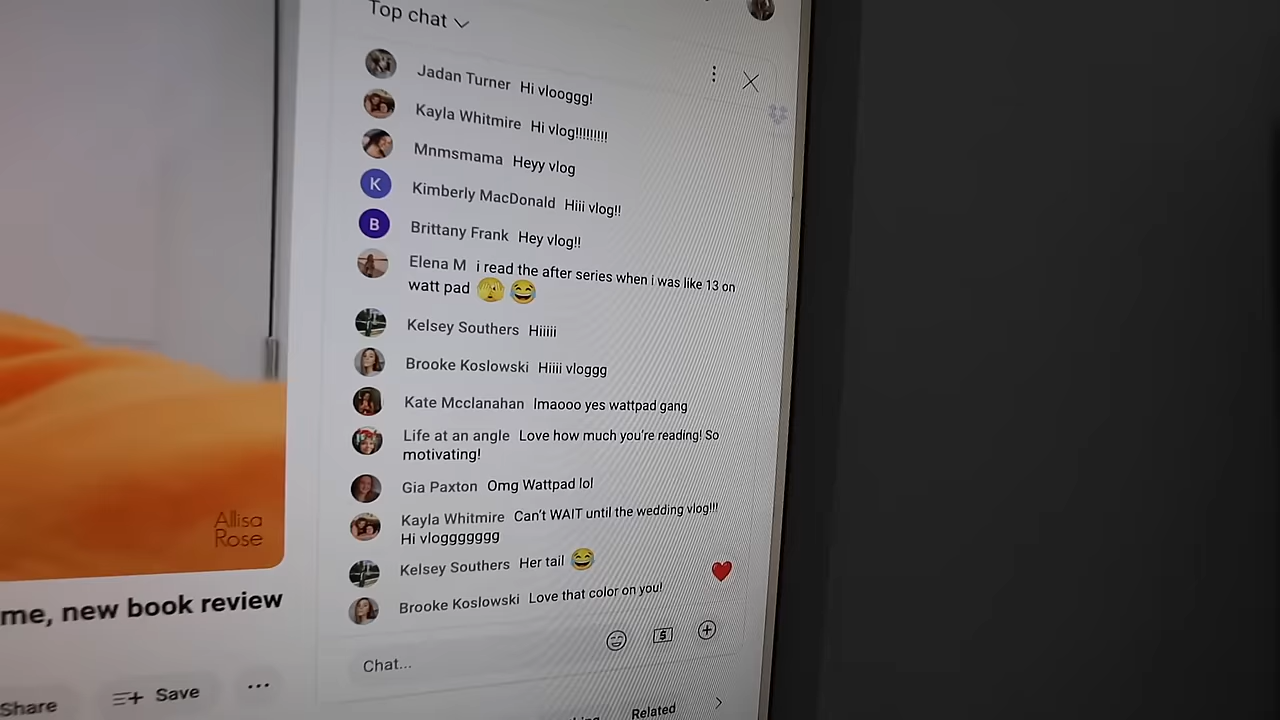 Top chat
Jadan Turner Hi vlooggg!
Kayla Whitmire Hi vlog!!!!!!!!!
Mnmsmama Heyy vlog
K Kimberly MacDonald Hiii vlog!!
B Brittany Frank Hey vlog!!
Elena M i read the after series when i was like 13 on
watt pad 🫣 😂
Kelsey Southers Hiiiii
Brooke Koslowski Hiiii vloggg
Kate Mcclanahan lmaooo yes wattpad gang
Life at an angle Love how much you're reading! So
motivating!
Gia Paxton Omg Wattpad lol
Kayla Whitmire Can't WAIT until the wedding vlog!!!
Hi vloggggggg
Kelsey Southers Her tail 😂
Brooke Koslowski Love that color on you!
Chat...
Related
Allisa
Rose
me, new book review
Share
Save